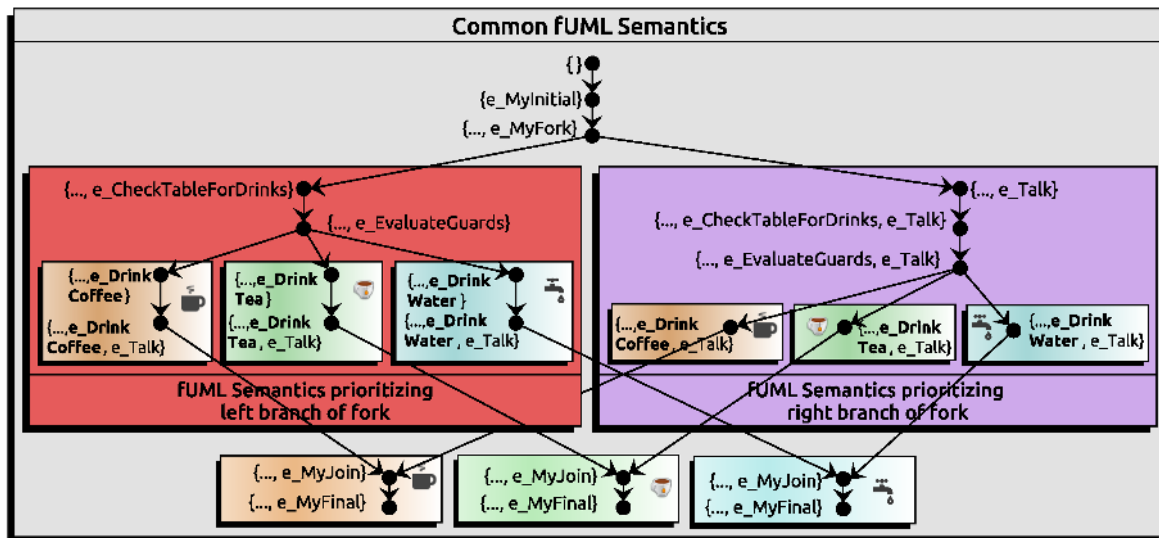 Common fUML Semantics
{}
{e_MyInitial}
{..., e_MyFork}
{..., e_CheckTableForDrinks}
{..., e_EvaluateGuards}
{...,e_Drink
Coffee}
{...,e_Drink
Coffee, e_Talk}
{...,e_Drink
Tea}
{...,e_Drink
Tea, e_Talk}
{...,e_Drink
Water }
{...,e_Drink
Water , e_Talk}
fUML Semantics prioritizing
left branch of fork
{..., e_Talk}
{..., e_CheckTableForDrinks, e_Talk}
{..., e_EvaluateGuards, e_Talk}
{...,e_Drink
Coffee, e_Talk}
{...,e_Drink
Tea, e_Talk}
{...,e_Drink
Water , e_Talk}
fUML Semantics prioritizing
right branch of fork
{..., e_MyJoin}
{..., e_MyFinal}
{..., e_MyJoin}
{..., e_MyFinal}
{..., e_MyJoin}
{..., e_MyFinal}